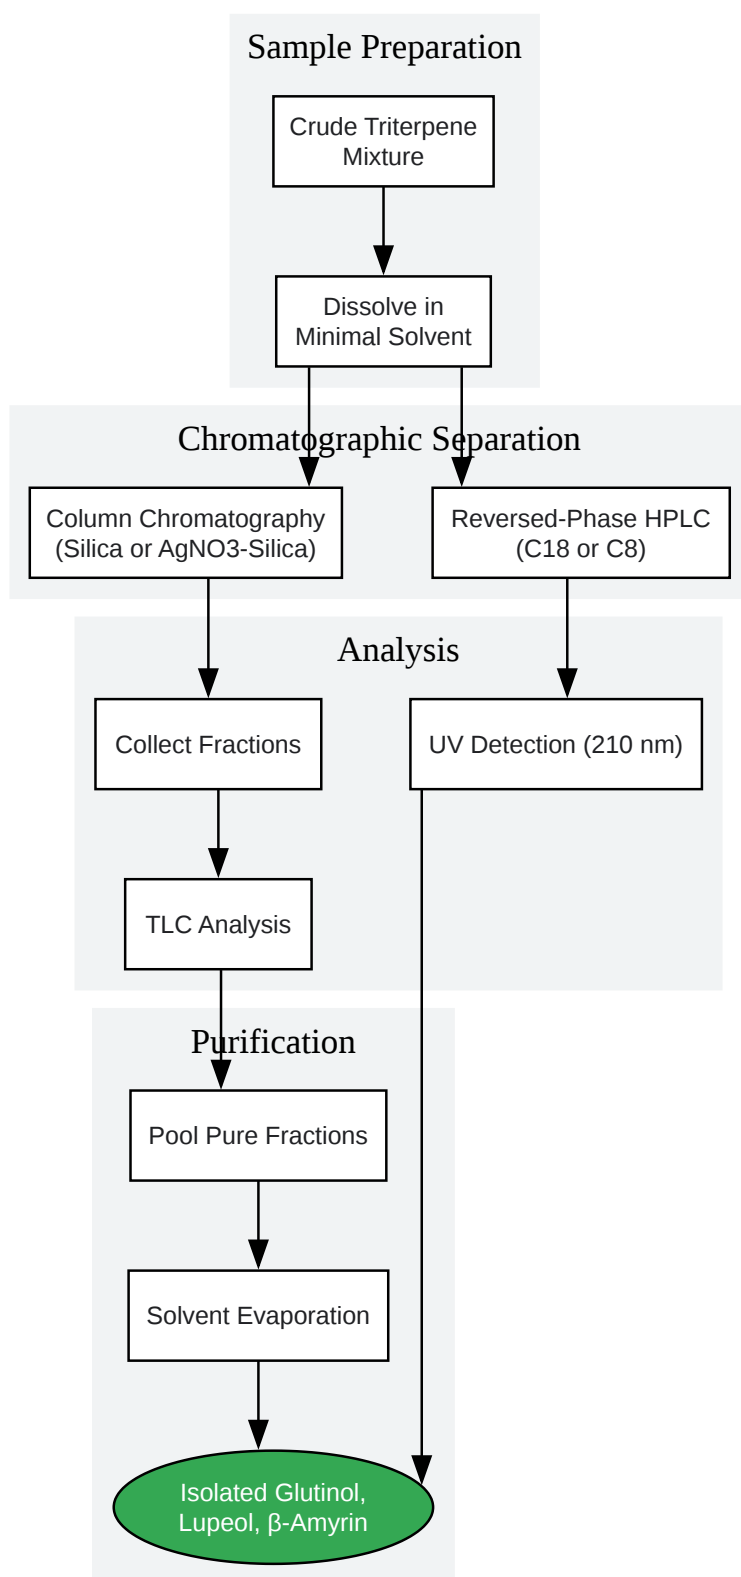 Sample Preparation
Crude Triterpene
Mixture
Dissolve in
Minimal Solvent
Chromatographic Separation
Column Chromatography
(Silica or AgNO3-Silica)
Reversed-Phase HPLC
(C18 or C8)
Analysis
Collect Fractions
UV Detection (210 nm)
TLC Analysis
Purification
Pool Pure Fractions
Solvent Evaporation
Isolated Glutinol,
Lupeol, β-Amyrin